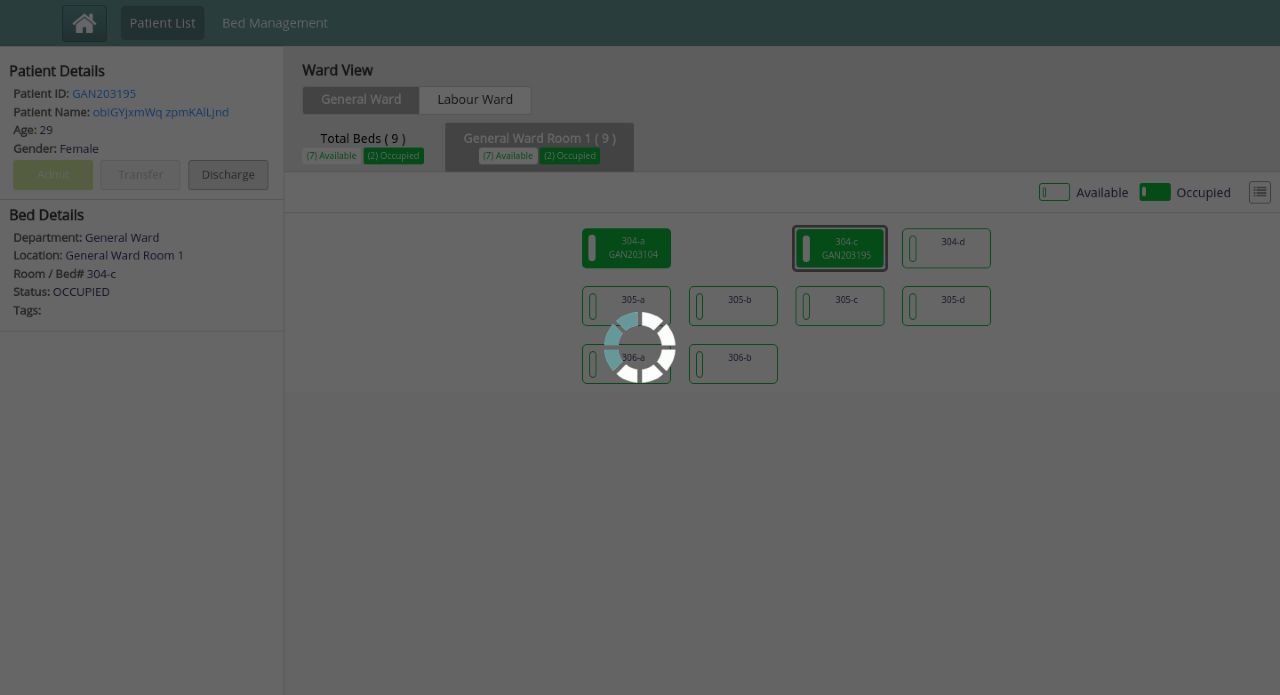 Patient List
Bed Management
Patient Details
Patient ID: GAN203195
Patient Name: obiGYjxmWq zpmKAlLjnd
Age: 29
Gender: Female
Admit
Transfer
Discharge
Bed Details
Department: General Ward
Location: General Ward Room 1
Room / Bed# 304-c
Status: OCCUPIED
Tags:
Ward View
General Ward
Labour Ward
Total Beds ( 9 )
(7) Available
(2) Occupied
General Ward Room 1 ( 9 )
(7) Available
(2) Occupied
Available
Occupied
304-a
GAN203104
304-c
GAN203195
304-d
305-a
305-b
305-c
305-d
306-a
306-b